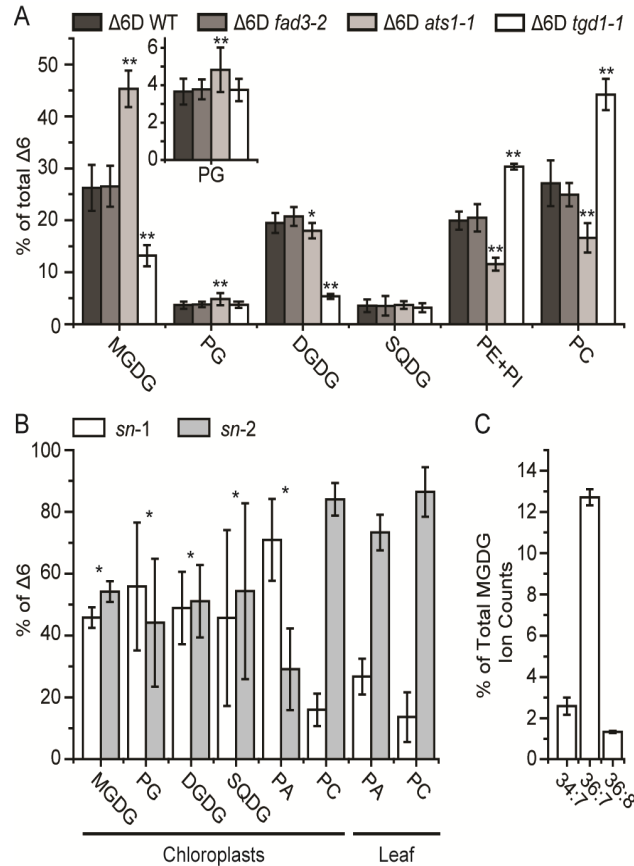 A
Δ6D WT Δ6D fad3-2 Δ6D ats1-1 Δ6D tgd1-1
% of total Δ6
50
40
30
20
10
0
6
4
2
0
**
PG
** **
**
* **
** **
** **
MGDG PG DGDG SQDG PE+PI PC
B
sn-1 sn-2
% of Δ6
100
80
60
40
20
0
* * * * *
MGDG PG DGDG SQDG PA PC PA PC
Chloroplasts Leaf
C
% of Total MGDG
Ion Counts
14
12
10
8
6
4
2
0
34:7 36:7 36:8